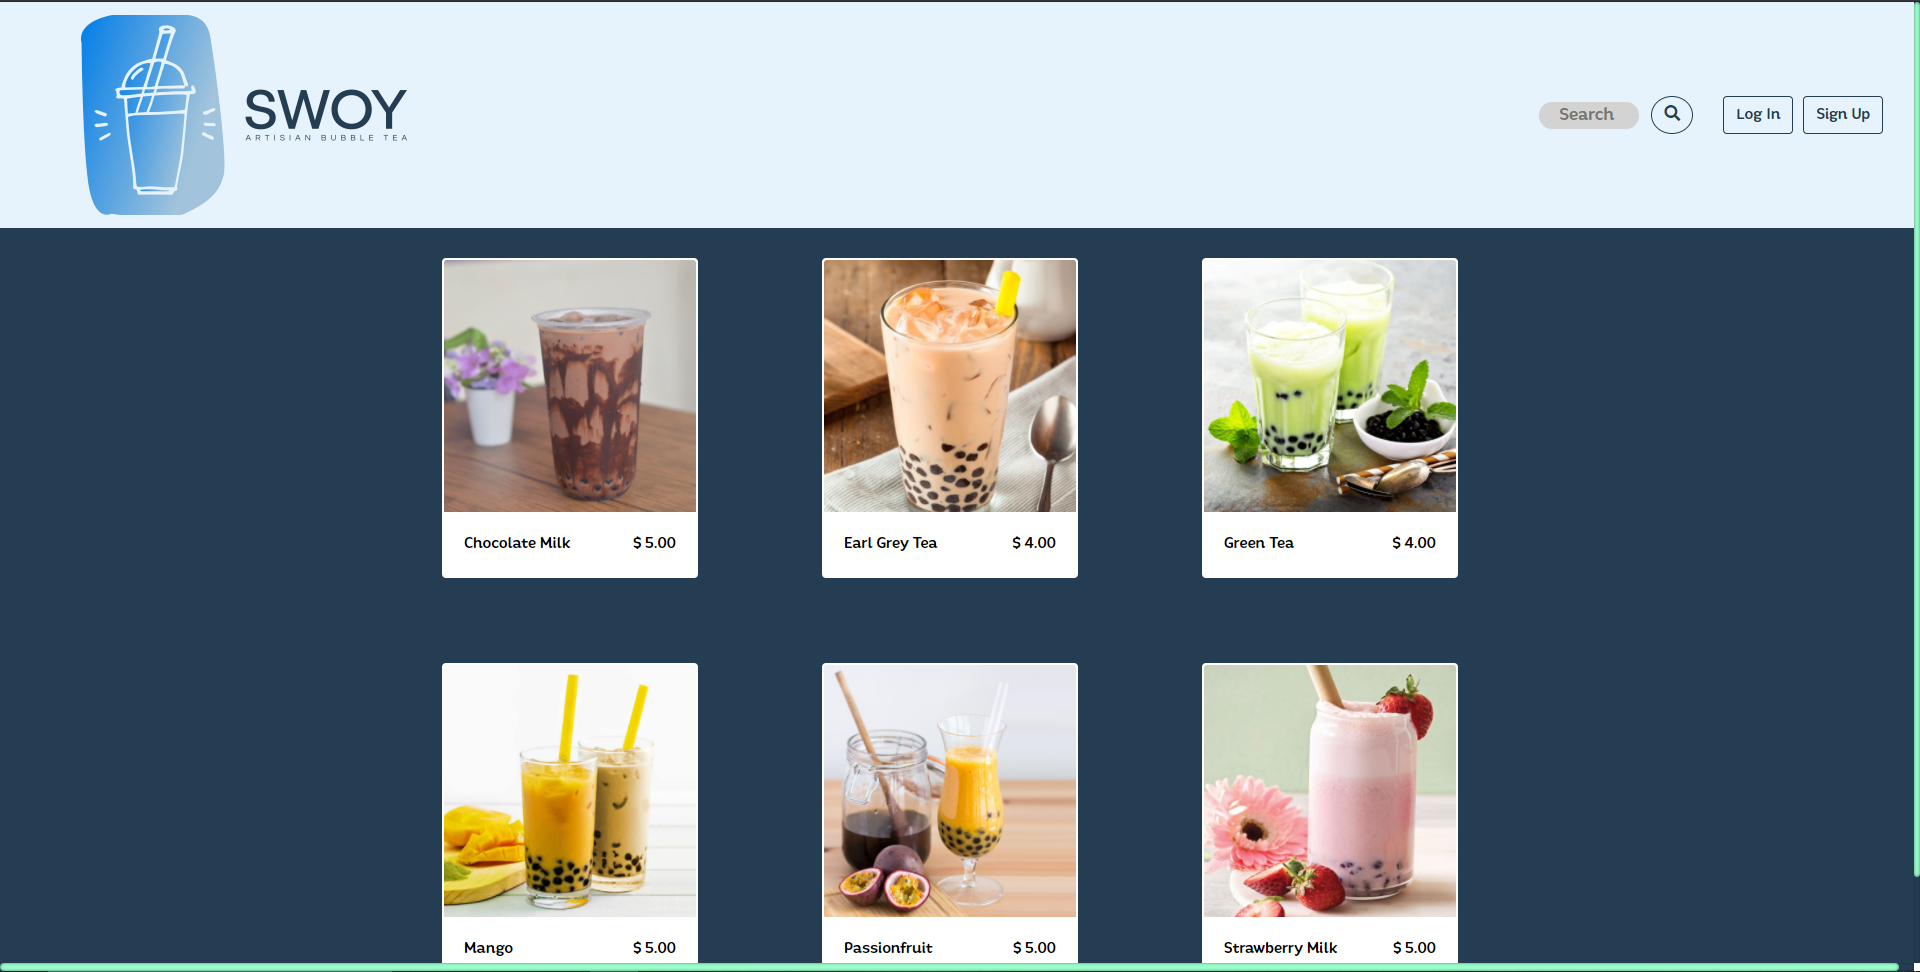 SWOY
ARTISIAN BUBBLE TEA
Search
Log In
Sign Up
Chocolate Milk $ 5.00
Earl Grey Tea $ 4.00
Green Tea $ 4.00
Mango $ 5.00
Passionfruit $ 5.00
Strawberry Milk $ 5.00